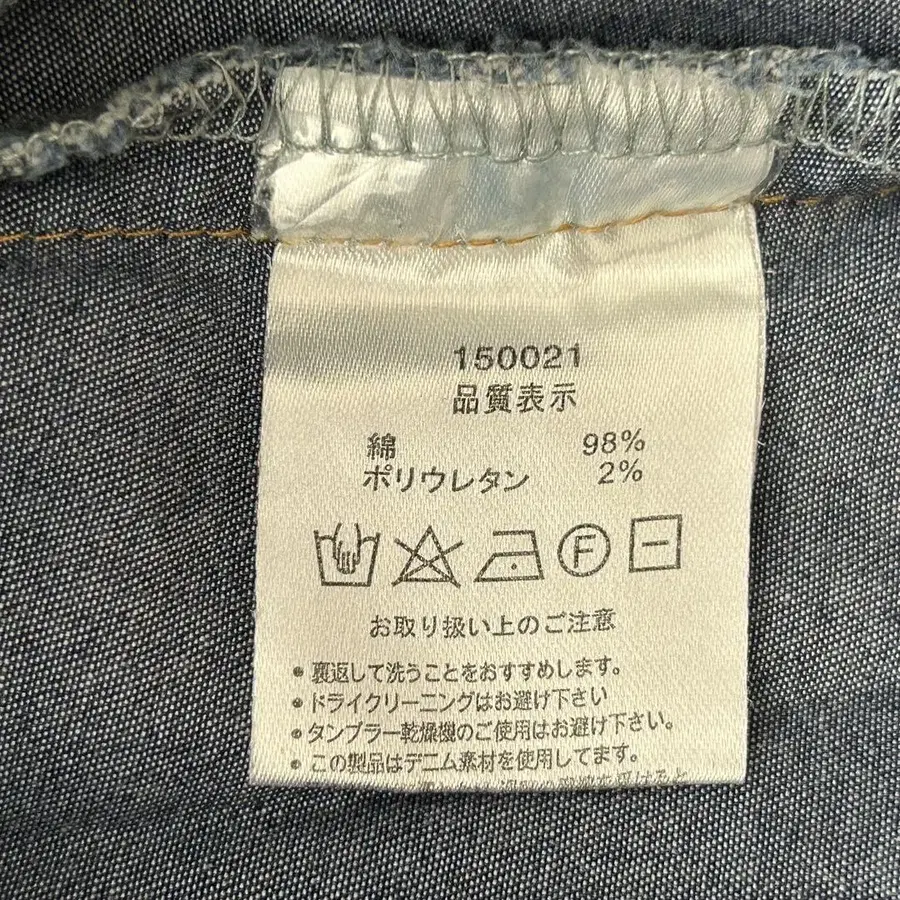 150021
品質表示
綿 98%
ポリウレタン 2%
F
お取り扱い上のご注意
• 裏返して洗うことをおすすめします。
• ドライクリーニングはお避け下さい
• タンブラー乾燥機のご使用はお避け下さい。
• この製品はデニム素材を使用してます。